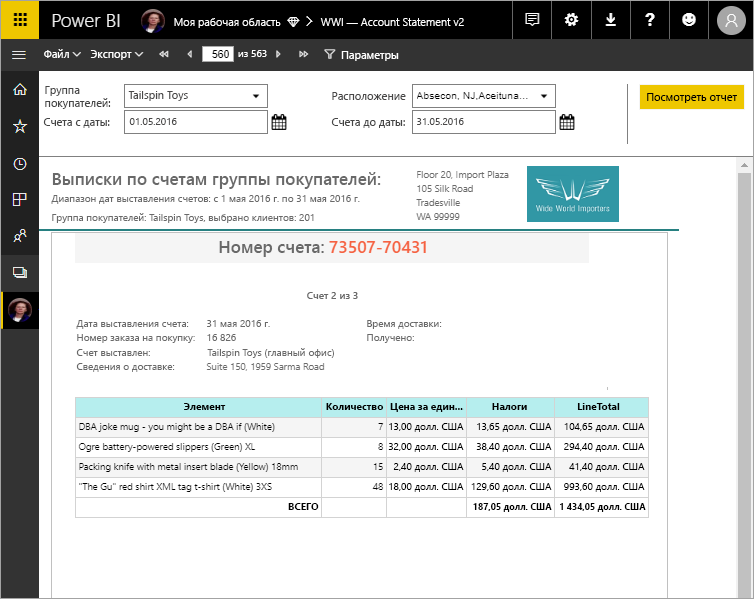 Power BI Моя рабочая область > WWI — Account Statement v2 ?
Файл Экспорт 560 из 563 Параметры
Группа покупателей: Tailspin Toys Расположение Absecon, NJ,Aceituna... Посмотреть отчет
Счета с даты: 01.05.2016 Счета до даты: 31.05.2016
Выписки по счетам группы покупателей:
Диапазон дат выставления счетов: с 1 мая 2016 г. по 31 мая 2016 г.
Группа покупателей: Tailspin Toys, выбрано клиентов: 201
Floor 20, Import Plaza
105 Silk Road
Tradesville
WA 99999
Wide World Importers
Номер счета: 73507-70431
Счет 2 из 3
Дата выставления счета: 31 мая 2016 г. Время доставки:
Номер заказа на покупку: 16 826 Получено:
Счет выставлен: Tailspin Toys (главный офис)
Сведения о доставке: Suite 150, 1959 Sarma Road
Элемент Количество Цена за един... Налоги LineTotal
DBA joke mug - you might be a DBA if (White) 7 13,00 долл. США 13,65 долл. США 104,65 долл. США
Ogre battery-powered slippers (Green) XL 8 32,00 долл. США 38,40 долл. США 294,40 долл. США
Packing knife with metal insert blade (Yellow) 18mm 15 2,40 долл. США 5,40 долл. США 41,40 долл. США
"The Gu" red shirt XML tag t-shirt (White) 3XS 48 18,00 долл. США 129,60 долл. США 993,60 долл. США
ВСЕГО 187,05 долл. США 1 434,05 долл. США